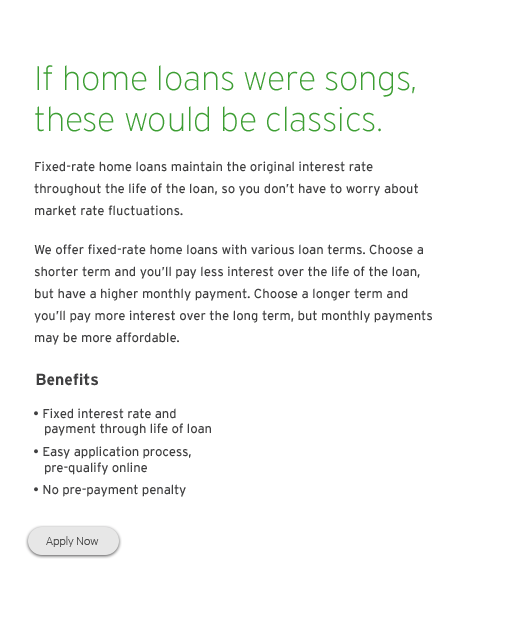 If home loans were songs,
these would be classics.
Fixed-rate home loans maintain the original interest rate
throughout the life of the loan, so you don't have to worry about
market rate fluctuations.
We offer fixed-rate home loans with various loan terms. Choose a
shorter term and you'll pay less interest over the life of the loan,
but have a higher monthly payment. Choose a longer term and
you'll pay more interest over the long term, but monthly payments
may be more affordable.
Benefits
• Fixed interest rate and
payment through life of loan
• Easy application process,
pre-qualify online
• No pre-payment penalty
Apply Now